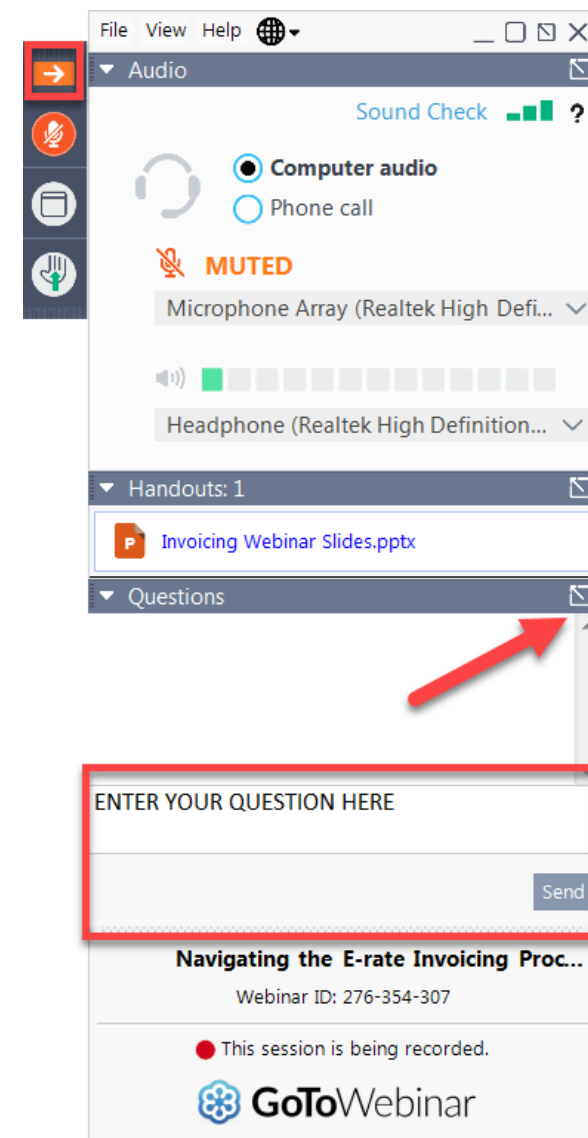 File View Help
Audio
Sound Check ?
Computer audio
Phone call
MUTED
Microphone Array (Realtek High Defi...
Headphone (Realtek High Definition...
Handouts: 1
P Invoicing Webinar Slides.pptx
Questions
ENTER YOUR QUESTION HERE
Send
Navigating the E-rate Invoicing Proc...
Webinar ID: 276-354-307
This session is being recorded.
GoToWebinar